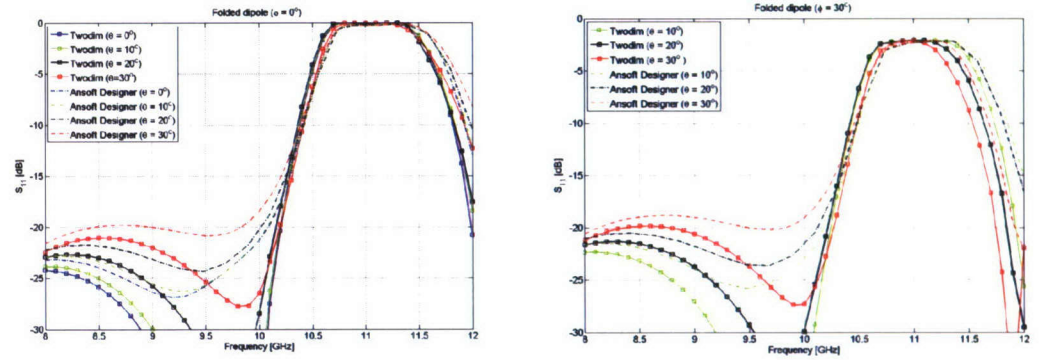 Folded dipole (φ = 0°)
Twodim (θ = 0°)
Twodim (θ = 10°)
Twodim (θ = 20°)
Twodim (θ=30°)
Ansoft Designer (θ = 0°)
Ansoft Designer (θ = 10°)
Ansoft Designer (θ = 20°)
Ansoft Designer (θ = 30°)
S11 [dB]
0
-5
-10
-15
-20
-25
-30
8
8.5
9
9.5
10
10.5
11
11.5
12
Frequency [GHz]
Folded dipole (φ = 30°)
Twodim (θ = 10°)
Twodim (θ = 20°)
Twodim (θ = 30°)
Ansoft Designer (θ = 10°)
Ansoft Designer (θ = 20°)
Ansoft Designer (θ = 30°)
S11 [dB]
0
-5
-10
-15
-20
-25
-30
8
8.5
9
9.5
10
10.5
11
11.5
12
Frequency [GHz]